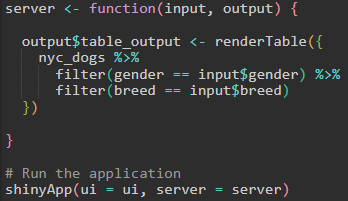 server <- function(input, output) {
output$table_output <- renderTable({
nyc_dogs %>%
filter(gender == input$gender) %>%
filter(breed == input$breed)
})
}
# Run the application
shinyApp(ui = ui, server = server)